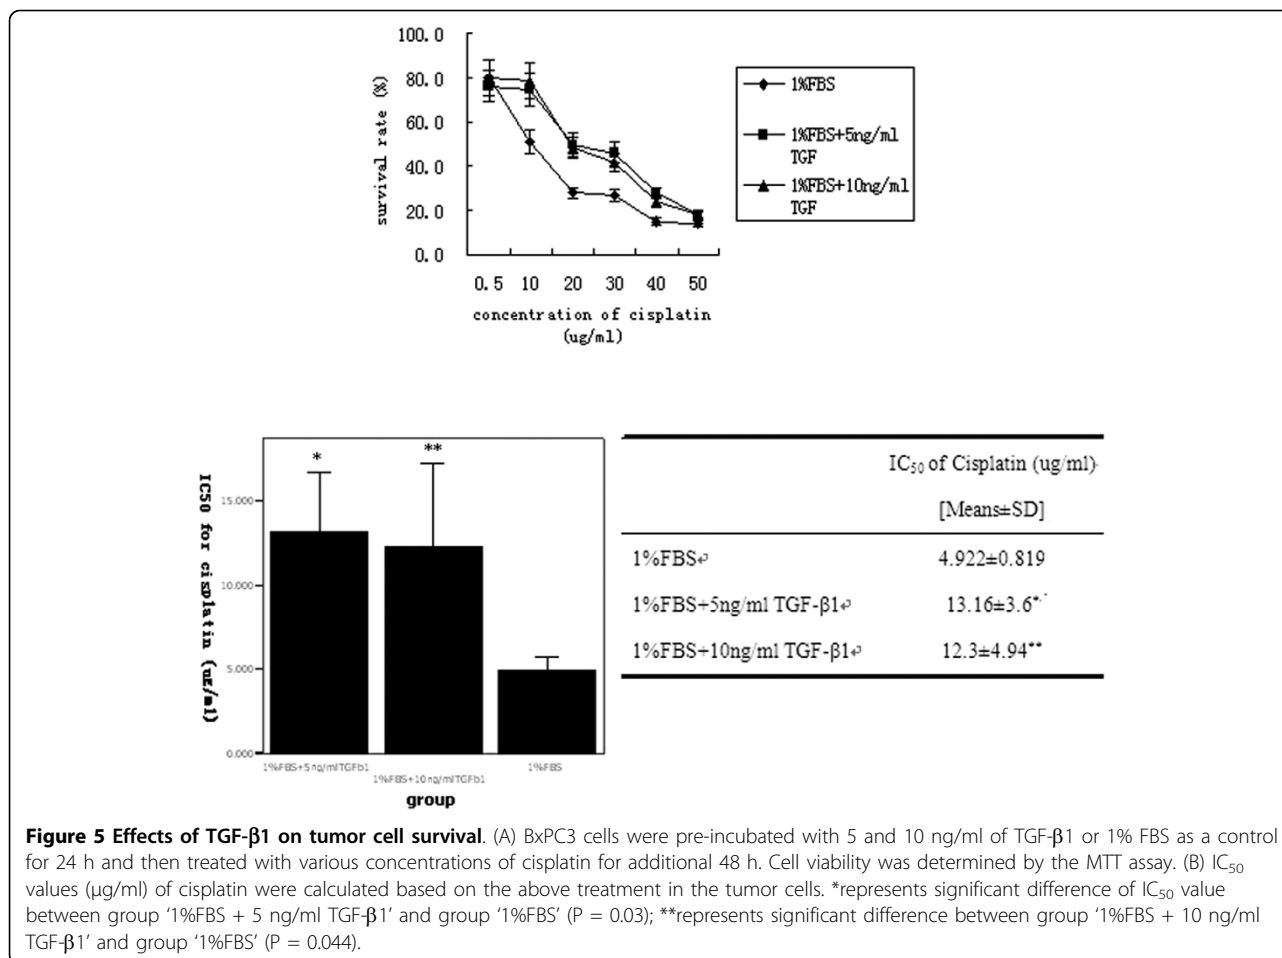 100.0
80.0
60.0
40.0
20.0
0.0
survival rate (%)
0.5 10 20 30 40 50
concentration of cisplatin
(ug/ml)
1%FBS
1%FBS+5ng/ml
TGF
1%FBS+10ng/ml
TGF
IC50 for cisplatin (ug/ml)
15.000
10.000
5.000
0.000
* **
1%FBS+5ng/mlTGFb1
1%FBS+10ng/mlTGFb1
1%FBS
group
IC50 of Cisplatin (ug/ml)
[Means±SD]
1%FBS↵ 4.922±0.819
1%FBS+5ng/ml TGF-β1↵ 13.16±3.6*
1%FBS+10ng/ml TGF-β1↵ 12.3±4.94**
Figure 5 Effects of TGF-β1 on tumor cell survival. (A) BxPC3 cells were pre-incubated with 5 and 10 ng/ml of TGF-β1 or 1% FBS as a control
for 24 h and then treated with various concentrations of cisplatin for additional 48 h. Cell viability was determined by the MTT assay. (B) IC50
values (μg/ml) of cisplatin were calculated based on the above treatment in the tumor cells. *represents significant difference of IC50 value
between group '1%FBS + 5 ng/ml TGF-β1' and group '1%FBS' (P = 0.03); **represents significant difference between group '1%FBS + 10 ng/ml
TGF-β1' and group '1%FBS' (P = 0.044).